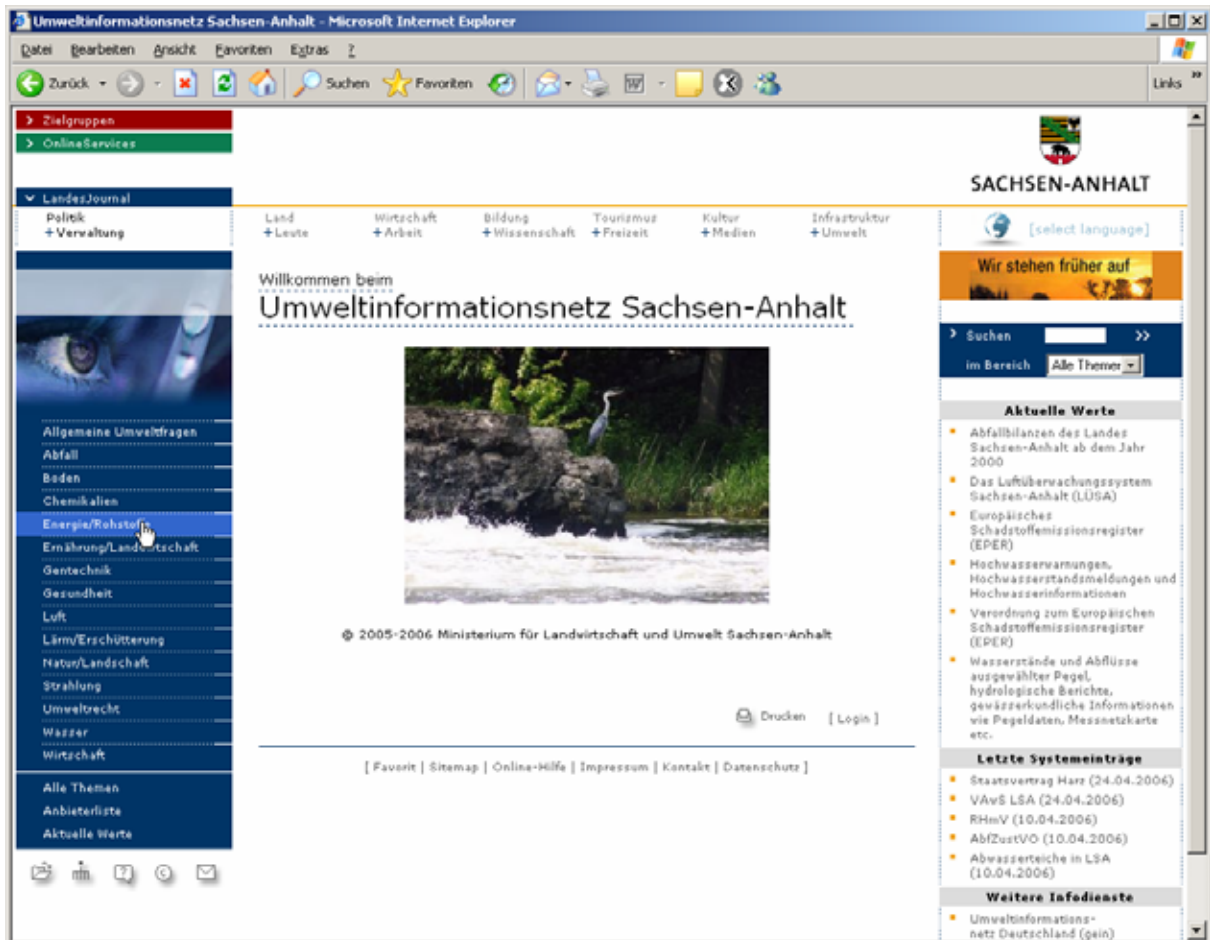 Umweltinformationsnetz Sachsen-Anhalt - Microsoft Internet Explorer
Datei Bearbeiten Ansicht Favoriten Extras ?
Zurück Suchen Favoriten Links
> Zielgruppen
> OnlineServices
SACHSEN-ANHALT
LandesJournal
Politik Land Wirtschaft Bildung Tourismus Kultur Infrastruktur
+Verwaltung +Leute +Arbeit +Wissenschaft +Freizeit +Medien +Umwelt
[select language]
Willkommen beim
Umweltinformationsnetz Sachsen-Anhalt
© 2005-2006 Ministerium für Landwirtschaft und Umwelt Sachsen-Anhalt
Drucken [ Login ]
[ Favorit | Sitemap | Online-Hilfe | Impressum | Kontakt | Datenschutz ]
Allgemeine Umweltfragen
Abfall
Boden
Chemikalien
Energie/Rohstoffe
Ernährung/Landwirtschaft
Gentechnik
Gesundheit
Luft
Lärm/Erschütterung
Natur/Landschaft
Strahlung
Umweltrecht
Wasser
Wirtschaft
Alle Themen
Anbieterliste
Aktuelle Werte
Wir stehen früher auf
> Suchen >>
im Bereich Alle Themen
Aktuelle Werte
Abfallbilanzen des Landes
Sachsen-Anhalt ab dem Jahr
2000
Das Luftüberwachungssystem
Sachsen-Anhalt (LÜSA)
Europäisches
Schadstoffemissionsregister
(EPER)
Hochwasserwarnungen,
Hochwasserstandsmeldungen und
Hochwasserinformationen
Verordnung zum Europäischen
Schadstoffemissionsregister
(EPER)
Wasserstände und Abflüsse
ausgewählter Pegel,
hydrologische Berichte,
gewässerkundliche Informationen
wie Pegeldaten, Messnetzkarte
etc.
Letzte Systemeinträge
Staatsvertrag Harz (24.04.2006)
VAwS LSA (24.04.2006)
RHmV (10.04.2006)
AbfZustVO (10.04.2006)
Abwasserteiche in LSA
(10.04.2006)
Weitere Infodienste
Umweltinformations-
netz Deutschland (gein)